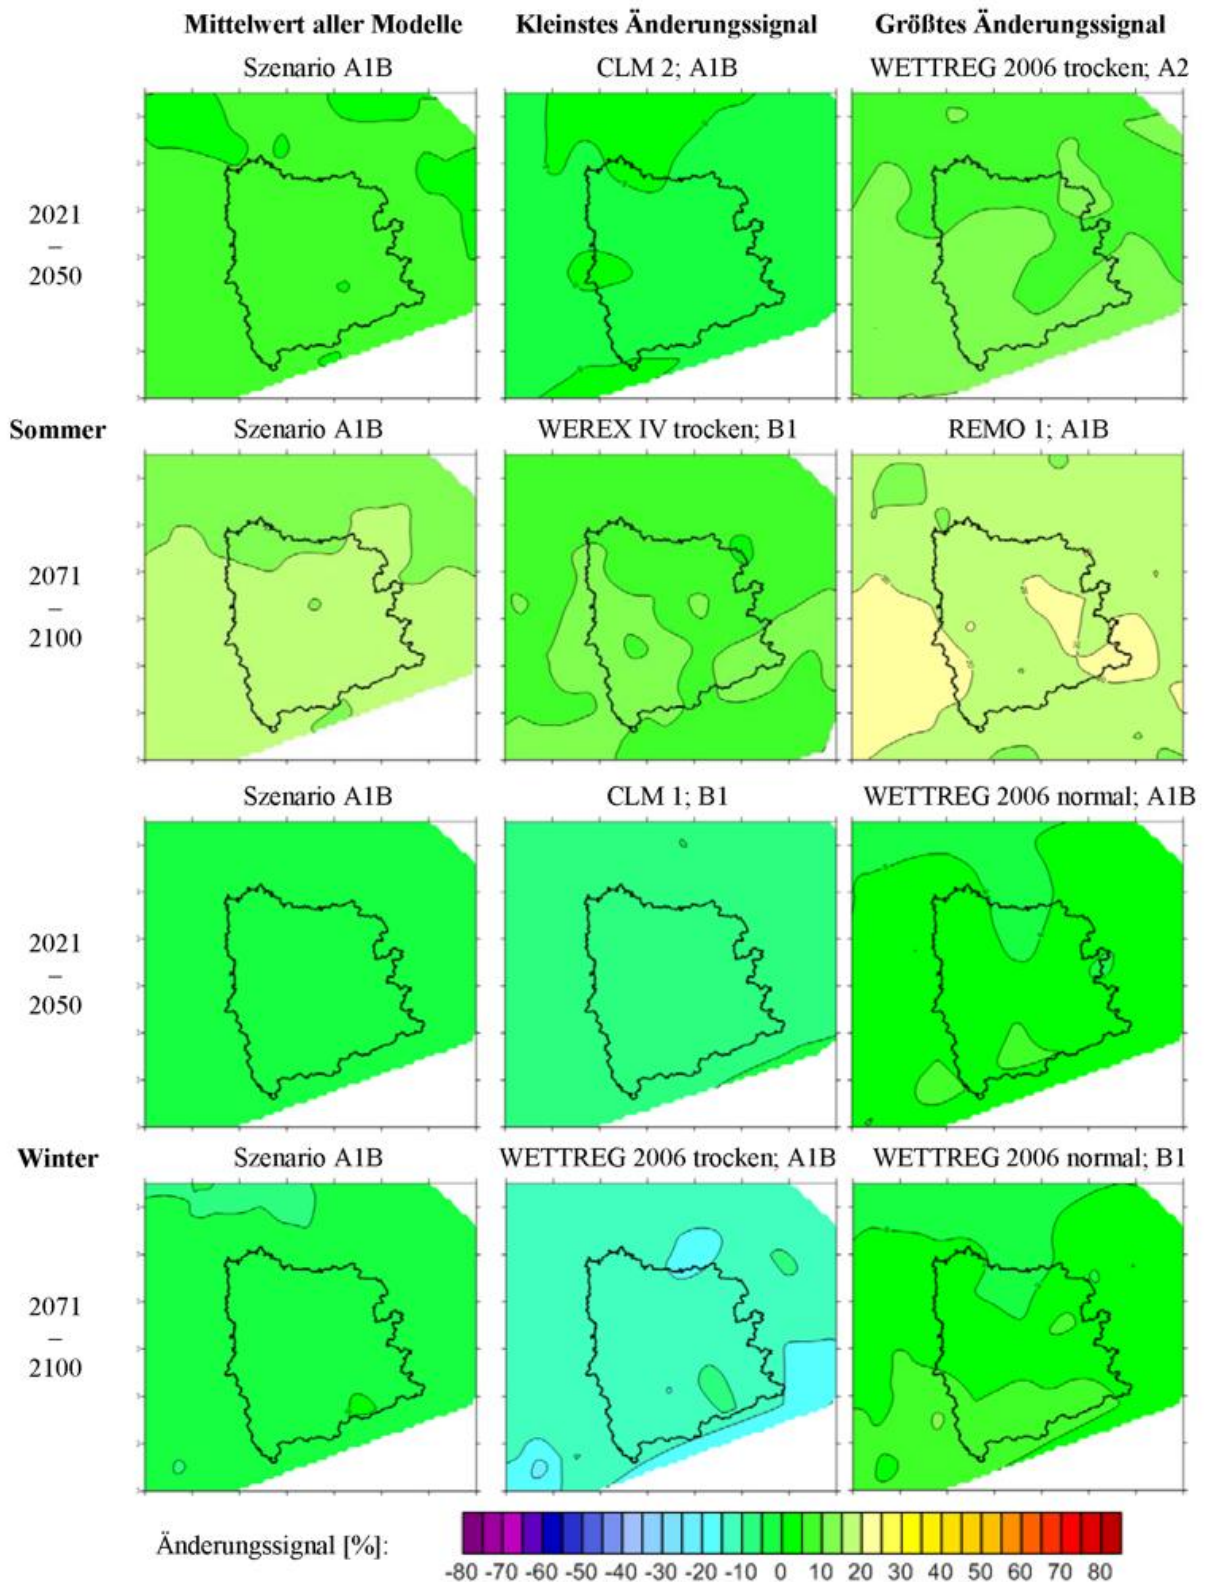 Mittelwert aller Modelle Kleinstes Änderungssignal Größtes Änderungssignal
Szenario A1B CLM 2; A1B WETTREG 2006 trocken; A2
2021
–
2050
Sommer Szenario A1B WEREX IV trocken; B1 REMO 1; A1B
2071
–
2100
Szenario A1B CLM 1; B1 WETTREG 2006 normal; A1B
2021
–
2050
Winter Szenario A1B WETTREG 2006 trocken; A1B WETTREG 2006 normal; B1
2071
–
2100
Änderungssignal [%]:
-80 -70 -60 -50 -40 -30 -20 -10 0 10 20 30 40 50 60 70 80